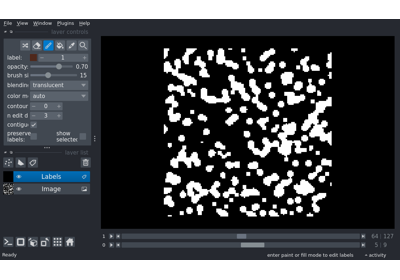 File View Window Plugins Help
layer controls
label: 1
opacity: 0.70
brush si 15
blendin translucent
color m auto
contour 0
n edit d 3
contigu
preserve labels: show selected
layer list
Labels
Image
1 64 127
0 5 9
Ready enter paint or fill mode to edit labels activity